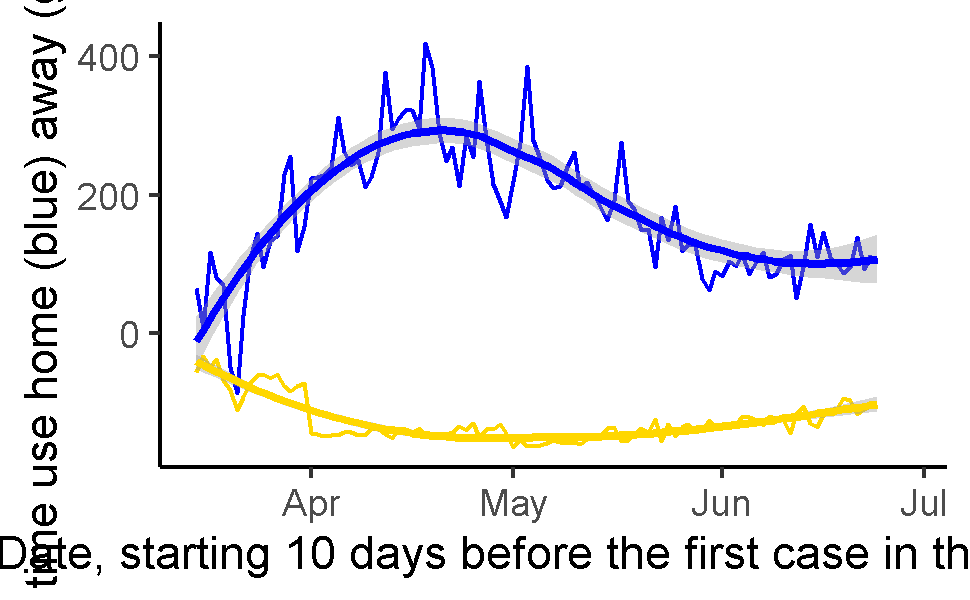 time use home (blue) away (
400
200
0
Apr May Jun Jul
Date, starting 10 days before the first case in th